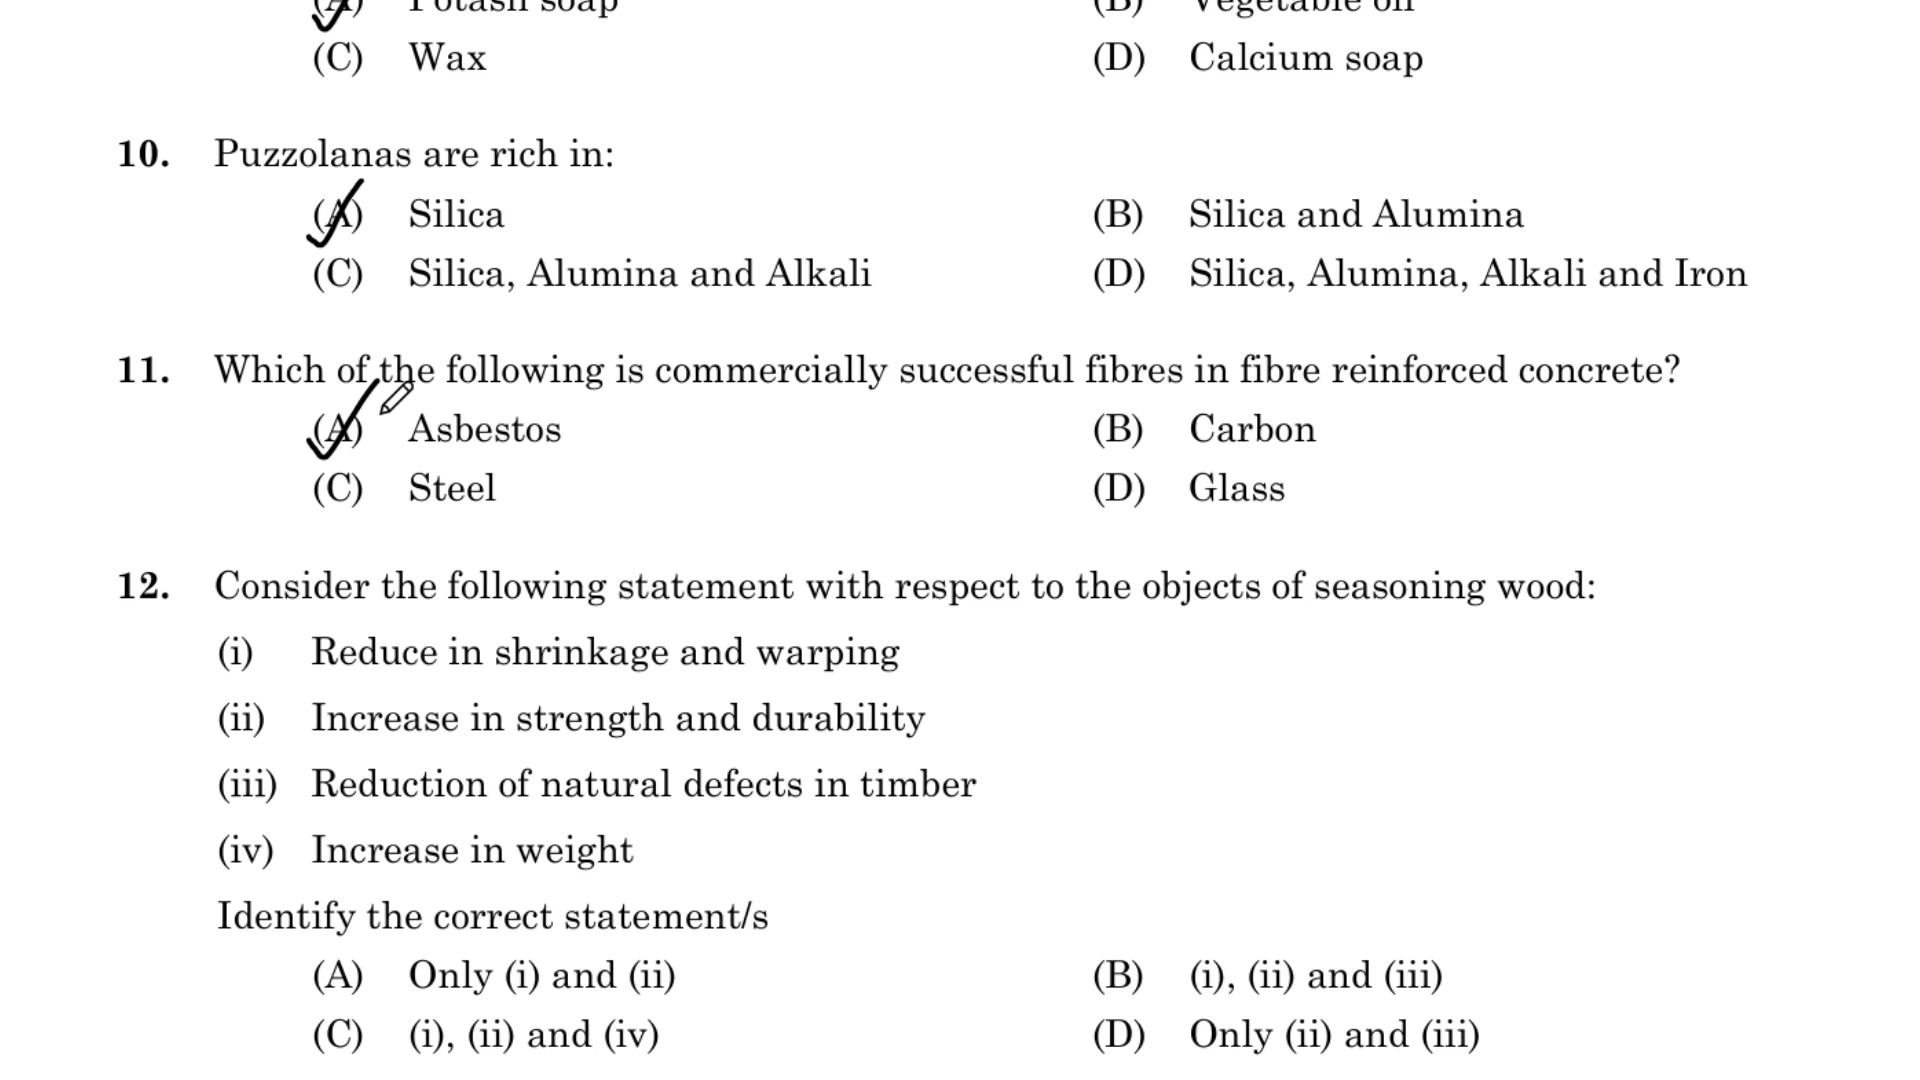 (A) Potash soap (B) Vegetable oil
(C) Wax (D) Calcium soap
10. Puzzolanas are rich in:
(A) Silica (B) Silica and Alumina
(C) Silica, Alumina and Alkali (D) Silica, Alumina, Alkali and Iron
11. Which of the following is commercially successful fibres in fibre reinforced concrete?
(A) Asbestos (B) Carbon
(C) Steel (D) Glass
12. Consider the following statement with respect to the objects of seasoning wood:
(i) Reduce in shrinkage and warping
(ii) Increase in strength and durability
(iii) Reduction of natural defects in timber
(iv) Increase in weight
Identify the correct statement/s
(A) Only (i) and (ii) (B) (i), (ii) and (iii)
(C) (i), (ii) and (iv) (D) Only (ii) and (iii)